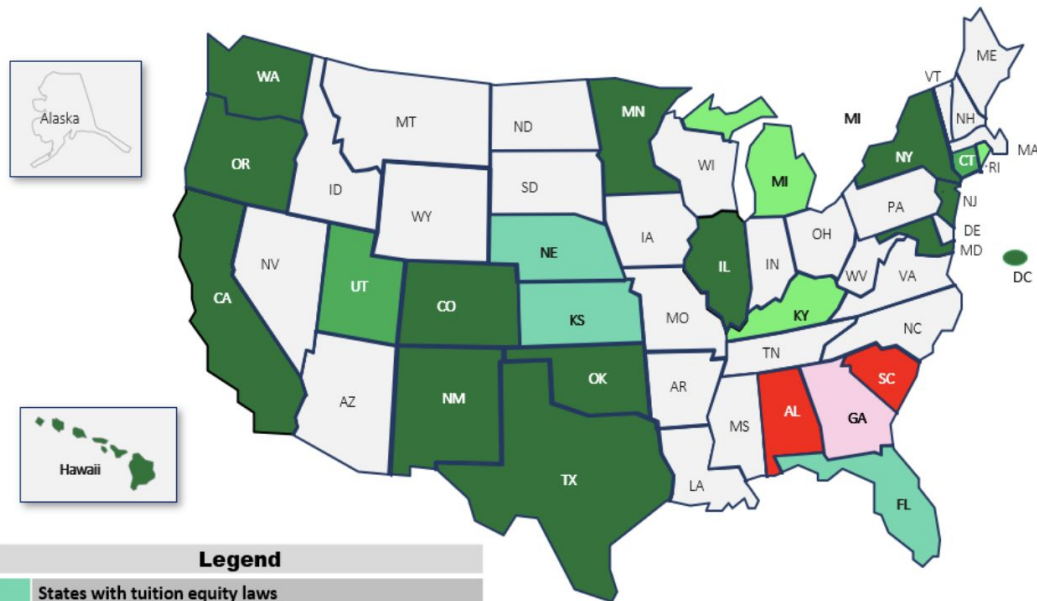 WA
MT
ND
MN
VT
ME
Alaska
OR
ID
SD
WI
MI
MI
NY
NH
MA
CT
RI
WY
IA
PA
NJ
NE
OH
DE
NV
UT
IL
IN
WV
MD
CA
CO
VA
DC
KS
MO
KY
NC
TN
AZ
NM
OK
AR
SC
MS
AL
GA
Hawaii
TX
LA
FL
Legend
States with tuition equity laws